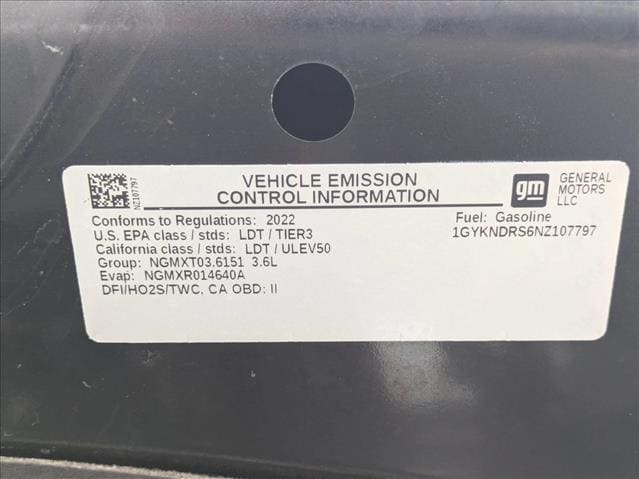 NZ107797
VEHICLE EMISSION
CONTROL INFORMATION
gm
GENERAL
MOTORS
LLC
Conforms to Regulations: 2022
U.S. EPA class / stds: LDT / TIER3
California class / stds: LDT / ULEV50
Group: NGMXT03.6151 3.6L
Evap: NGMXR014640A
DFI/HO2S/TWC, CA OBD: II
Fuel: Gasoline
1GYKNDRS6NZ107797